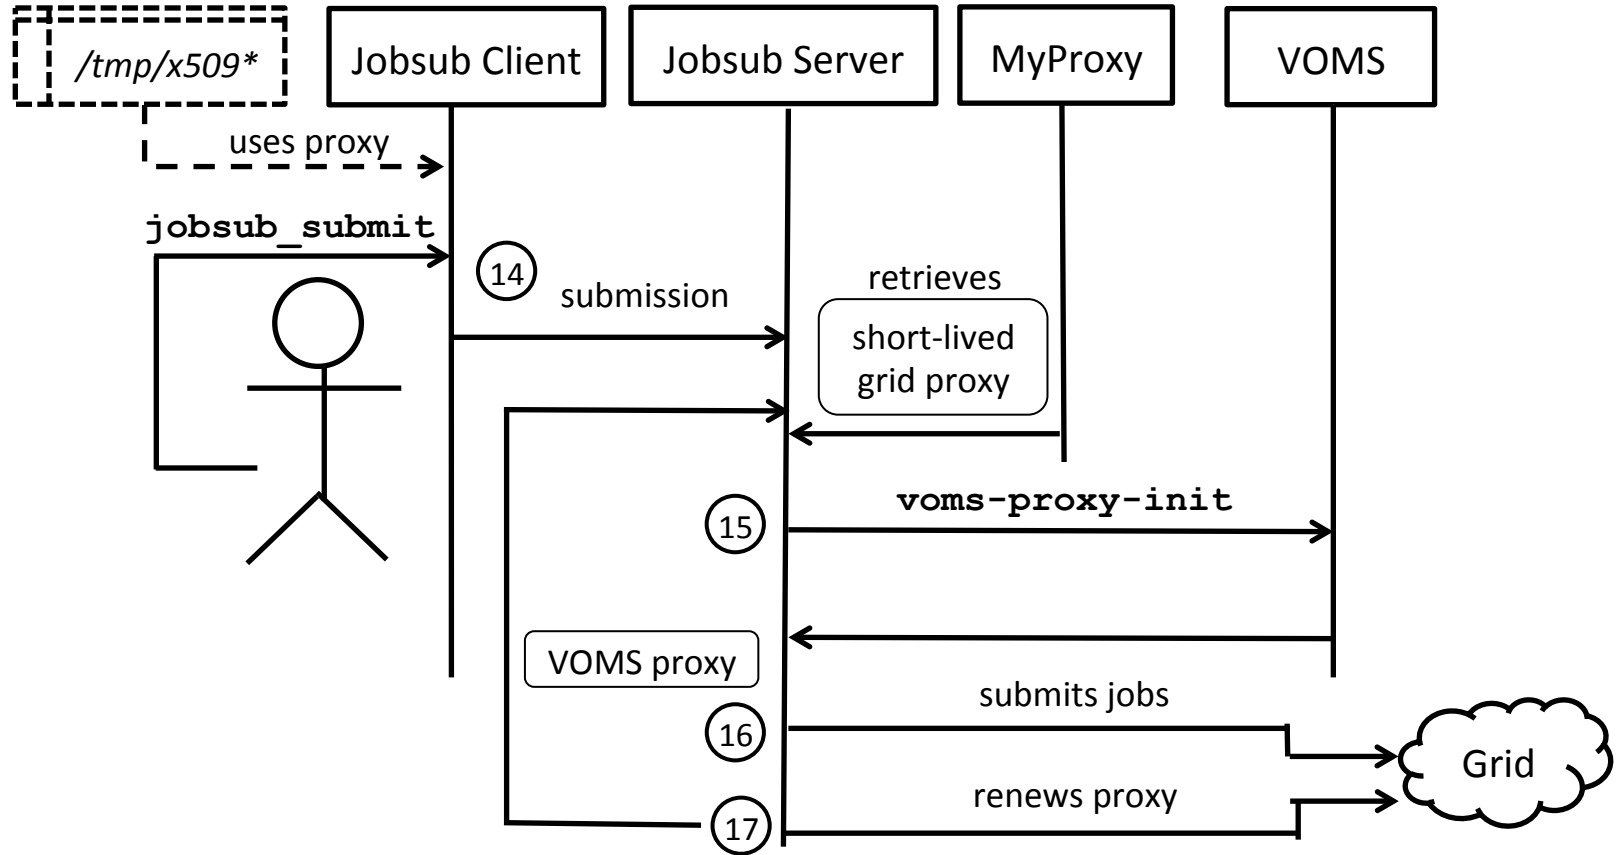 /tmp/x509*
Jobsub Client
Jobsub Server
MyProxy
VOMS
uses proxy
jobsub_submit
14
submission
retrieves
short-lived
grid proxy
15
voms-proxy-init
VOMS proxy
submits jobs
16
Grid
renews proxy
17